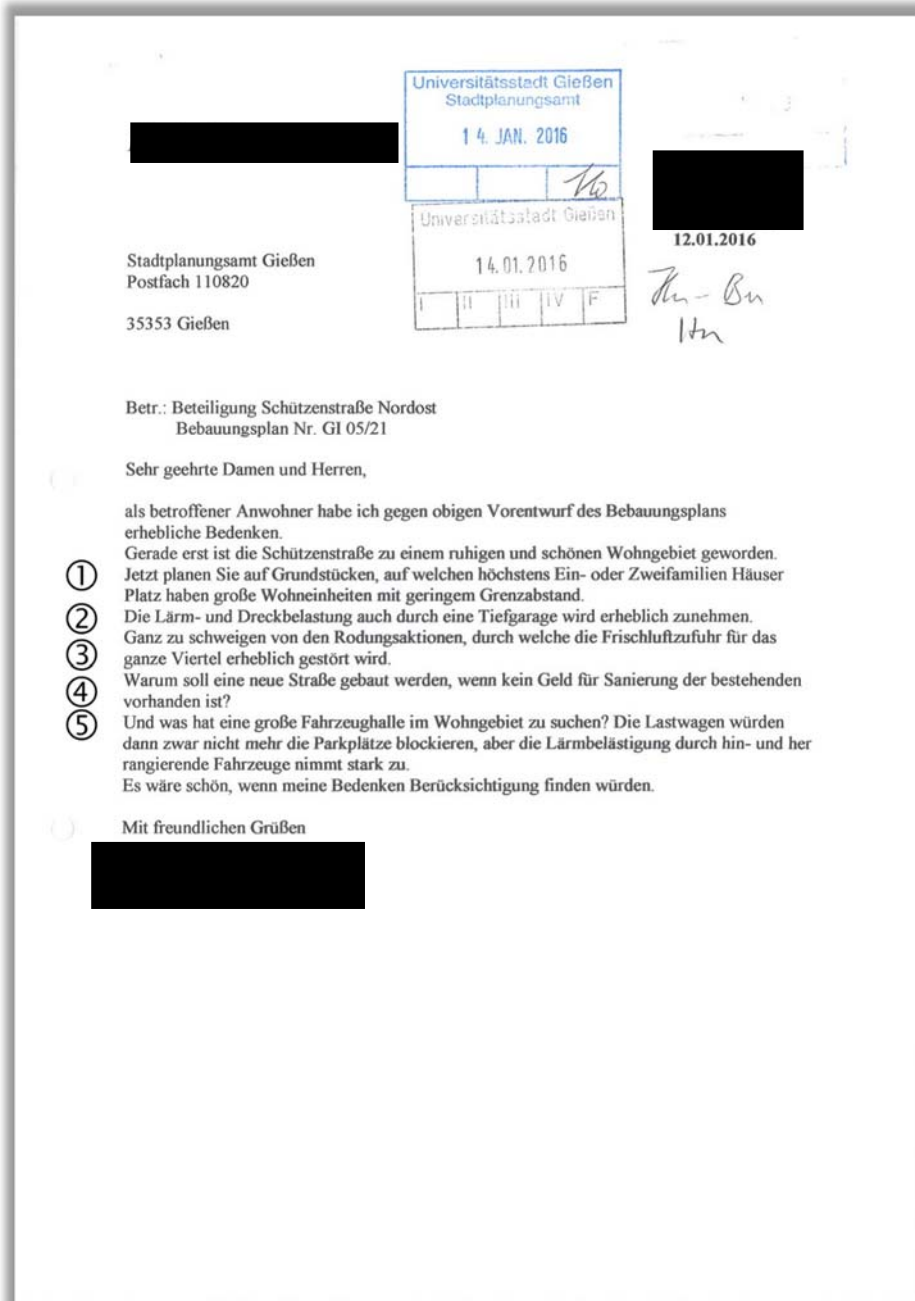 Universitätsstadt Gießen
Stadtplanungsamt
14. JAN. 2016
Universitätsstadt Gießen
14.01.2016
I II III IV F
12.01.2016
Stadtplanungsamt Gießen
Postfach 110820
35353 Gießen
Betr.: Beteiligung Schützenstraße Nordost
Bebauungsplan Nr. GI 05/21
Sehr geehrte Damen und Herren,
als betroffener Anwohner habe ich gegen obigen Vorentwurf des Bebauungsplans
erhebliche Bedenken.
Gerade erst ist die Schützenstraße zu einem ruhigen und schönen Wohngebiet geworden.
① Jetzt planen Sie auf Grundstücken, auf welchen höchstens Ein- oder Zweifamilien Häuser
Platz haben große Wohneinheiten mit geringem Grenzabstand.
② Die Lärm- und Dreckbelastung auch durch eine Tiefgarage wird erheblich zunehmen.
Ganz zu schweigen von den Rodungsaktionen, durch welche die Frischluftzufuhr für das
③ ganze Viertel erheblich gestört wird.
④ Warum soll eine neue Straße gebaut werden, wenn kein Geld für Sanierung der bestehenden
vorhanden ist?
⑤ Und was hat eine große Fahrzeughalle im Wohngebiet zu suchen? Die Lastwagen würden
dann zwar nicht mehr die Parkplätze blockieren, aber die Lärmbelästigung durch hin- und her
rangierende Fahrzeuge nimmt stark zu.
Es wäre schön, wenn meine Bedenken Berücksichtigung finden würden.
Mit freundlichen Grüßen